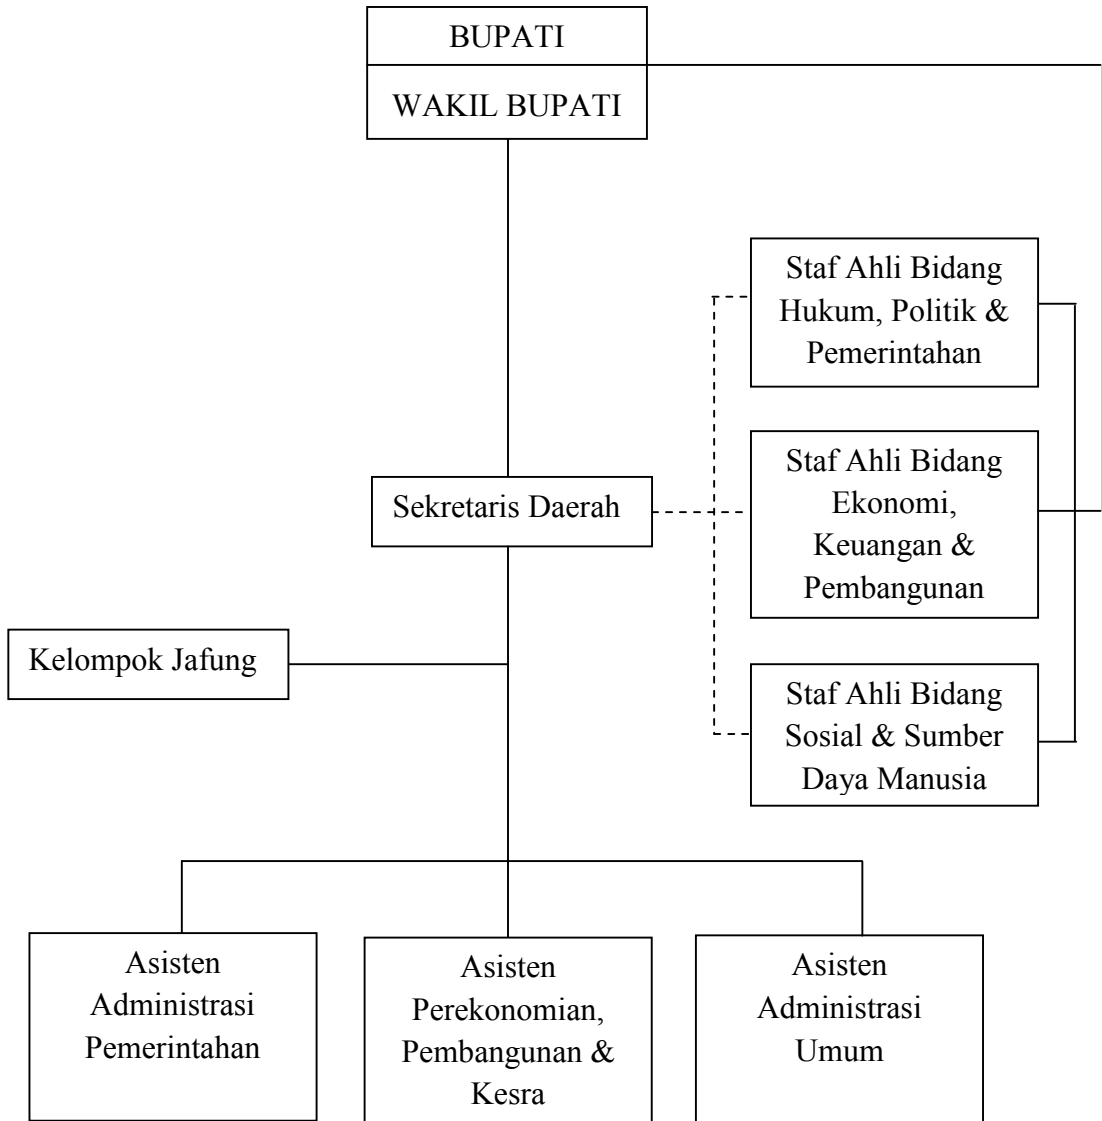 BUPATI
WAKIL BUPATI
Staf Ahli Bidang
Hukum, Politik &
Pemerintahan
Staf Ahli Bidang
Ekonomi,
Keuangan &
Pembangunan
Sekretaris Daerah
Kelompok Jafung
Staf Ahli Bidang
Sosial & Sumber
Daya Manusia
Asisten
Administrasi
Pemerintahan
Asisten
Perekonomian,
Pembangunan &
Kesra
Asisten
Administrasi
Umum